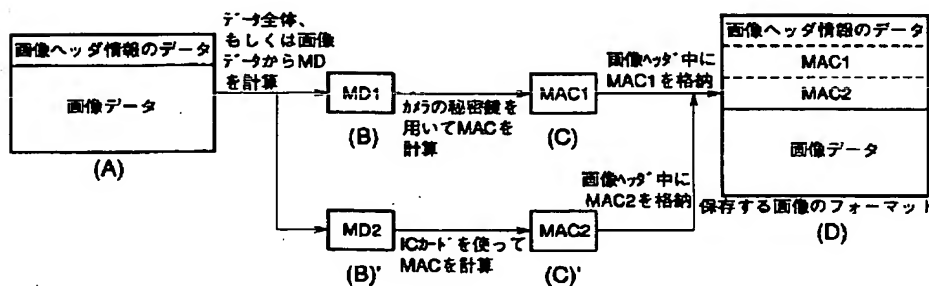 画像ヘッダ情報のデータ
画像データ
(A)
データ全体、
もしくは画像
データからMD
を計算
MD1
(B)
カメラの秘密鍵を
用いてMACを
計算
MAC1
(C)
画像ヘッダ中に
MAC1を格納
MD2
(B)'
ICカードを使って
MACを計算
MAC2
(C)'
画像ヘッダ中に
MAC2を格納
画像ヘッダ情報のデータ
MAC1
MAC2
画像データ
保存する画像のフォーマット
(D)